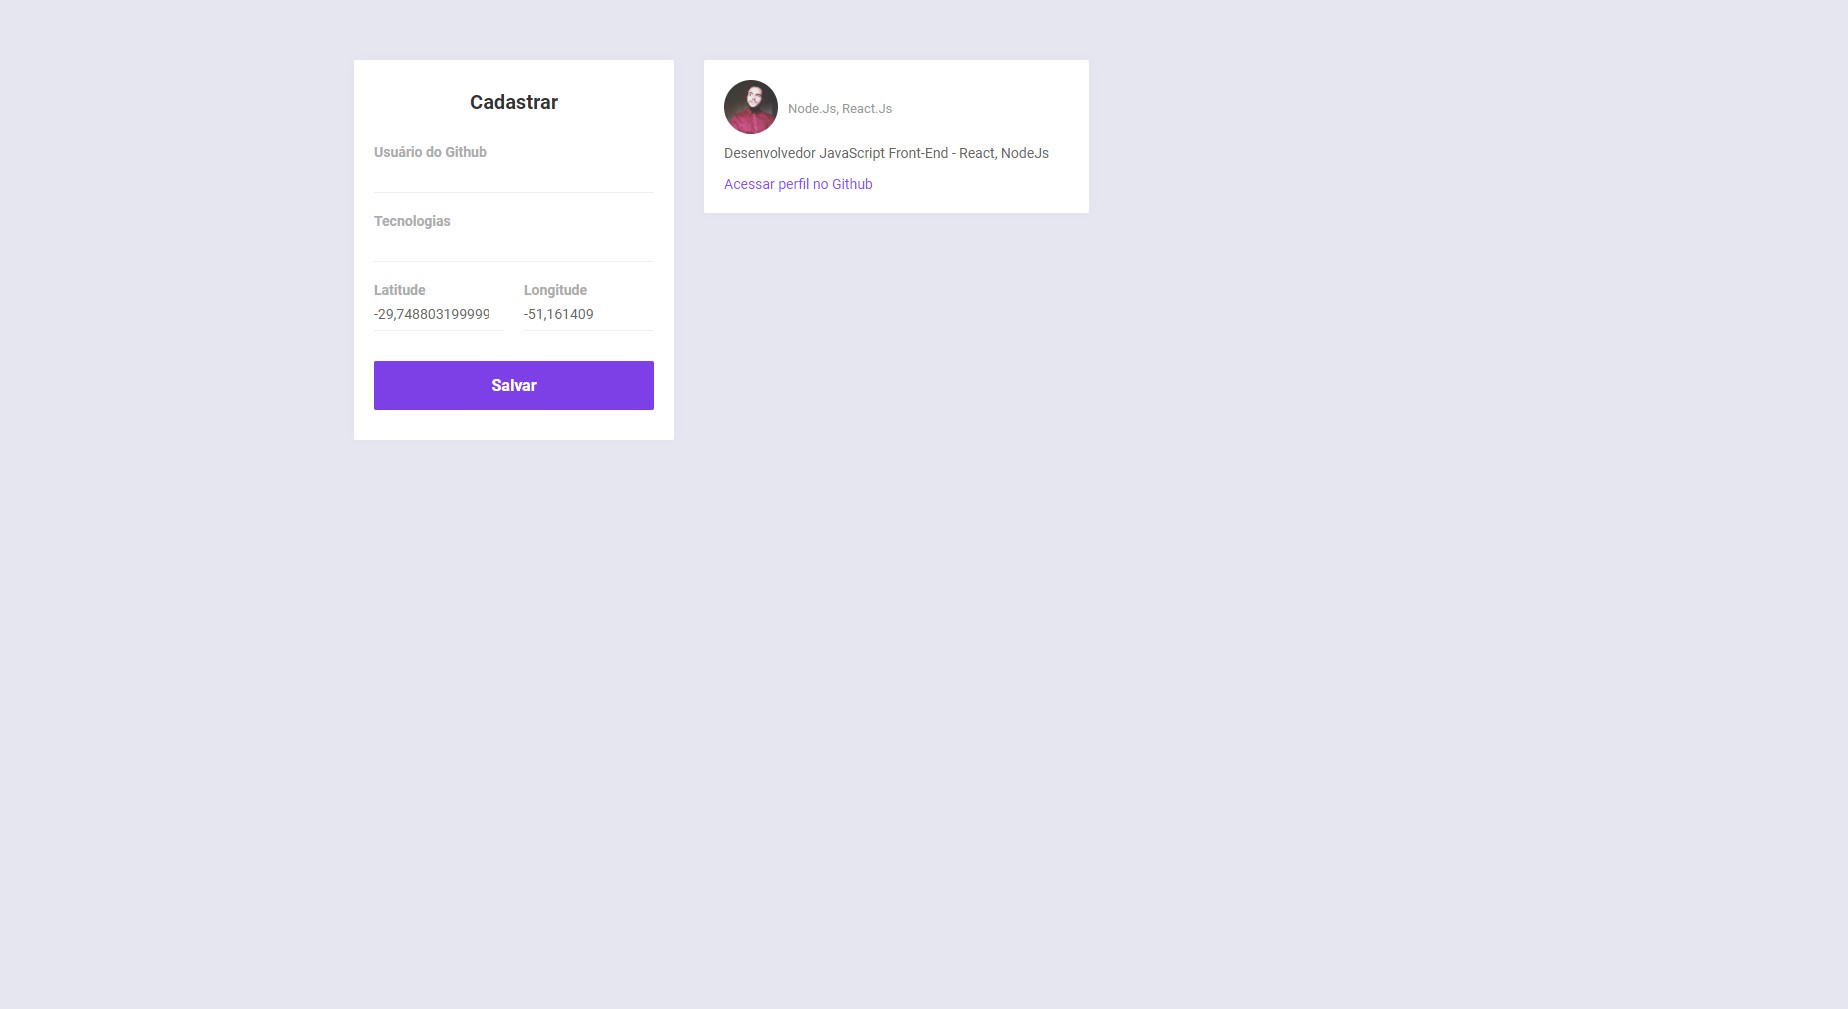 Cadastrar
Usuário do Github
Tecnologias
Latitude
Longitude
-29,748803199999
-51,161409
Salvar
Node.Js, React.Js
Desenvolvedor JavaScript Front-End - React, NodeJs
Acessar perfil no Github